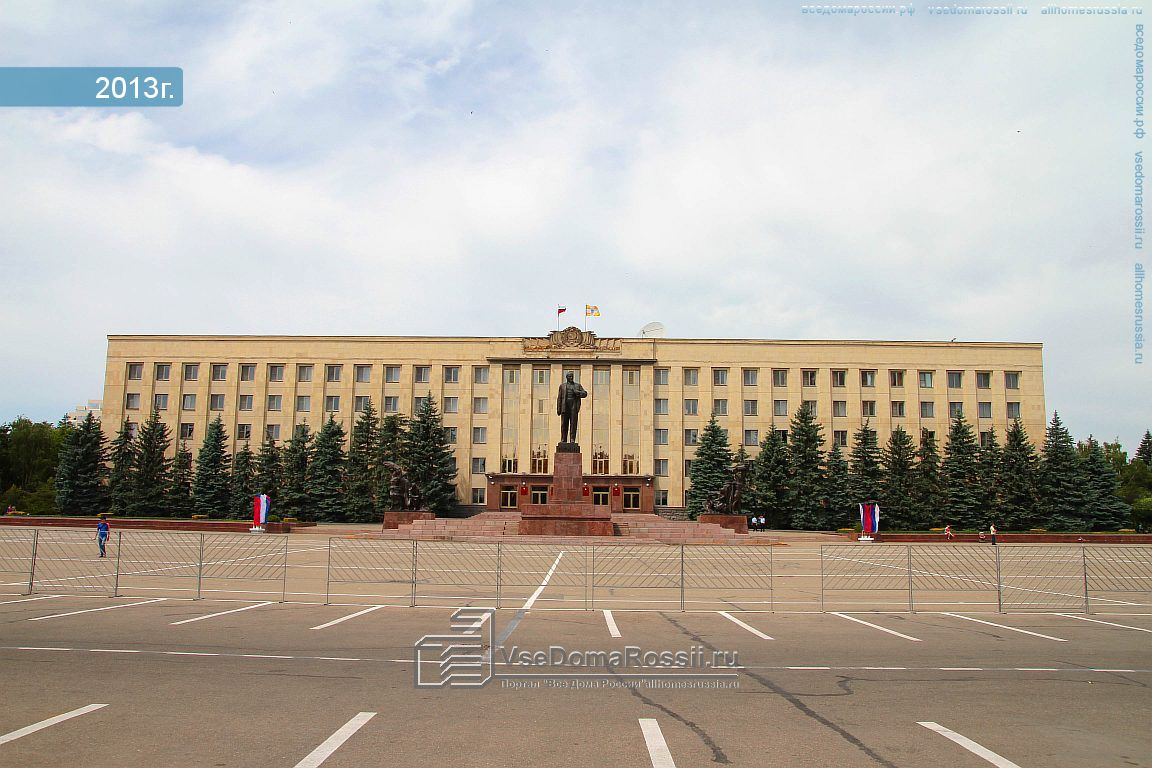 вседомароссии.рф vsedomarossii.ru allhomesrussia.ru
2013г.
вседомароссии.рф vsedomarossii.ru allhomesrussia.ru
VseDomaRossii.ru
Портал "Все Дома России" allhomesrussia.ru